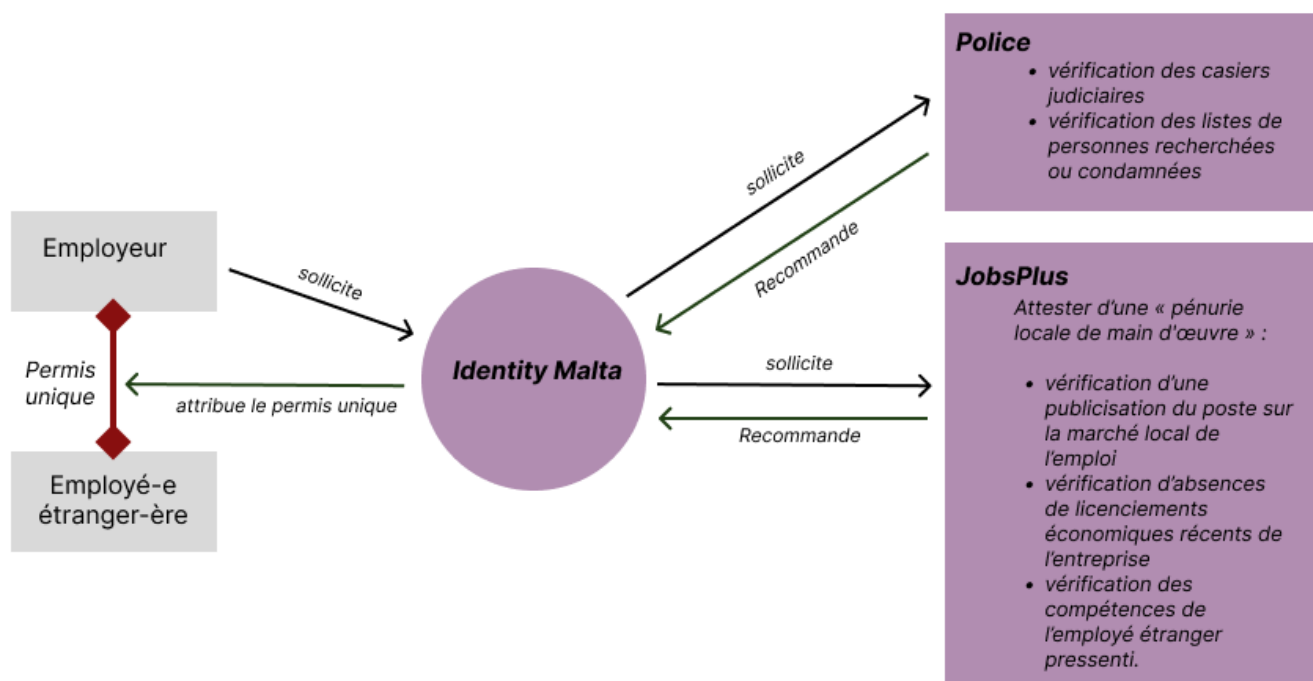 Police
• vérification des casiers
judiciaires
• vérification des listes de
personnes recherchées
ou condamnées
sollicite
Recommande
Employeur
sollicite
Permis
unique
attribue le permis unique
Identity Malta
sollicite
Recommande
Employé-e
étranger-ère
JobsPlus
Attester d'une « pénurie
locale de main d'œuvre » :
• vérification d'une
publicisation du poste sur
la marché local de
l'emploi
• vérification d'absences
de licenciements
économiques récents de
l'entreprise
• vérification des
compétences de
l'employé étranger
pressenti.